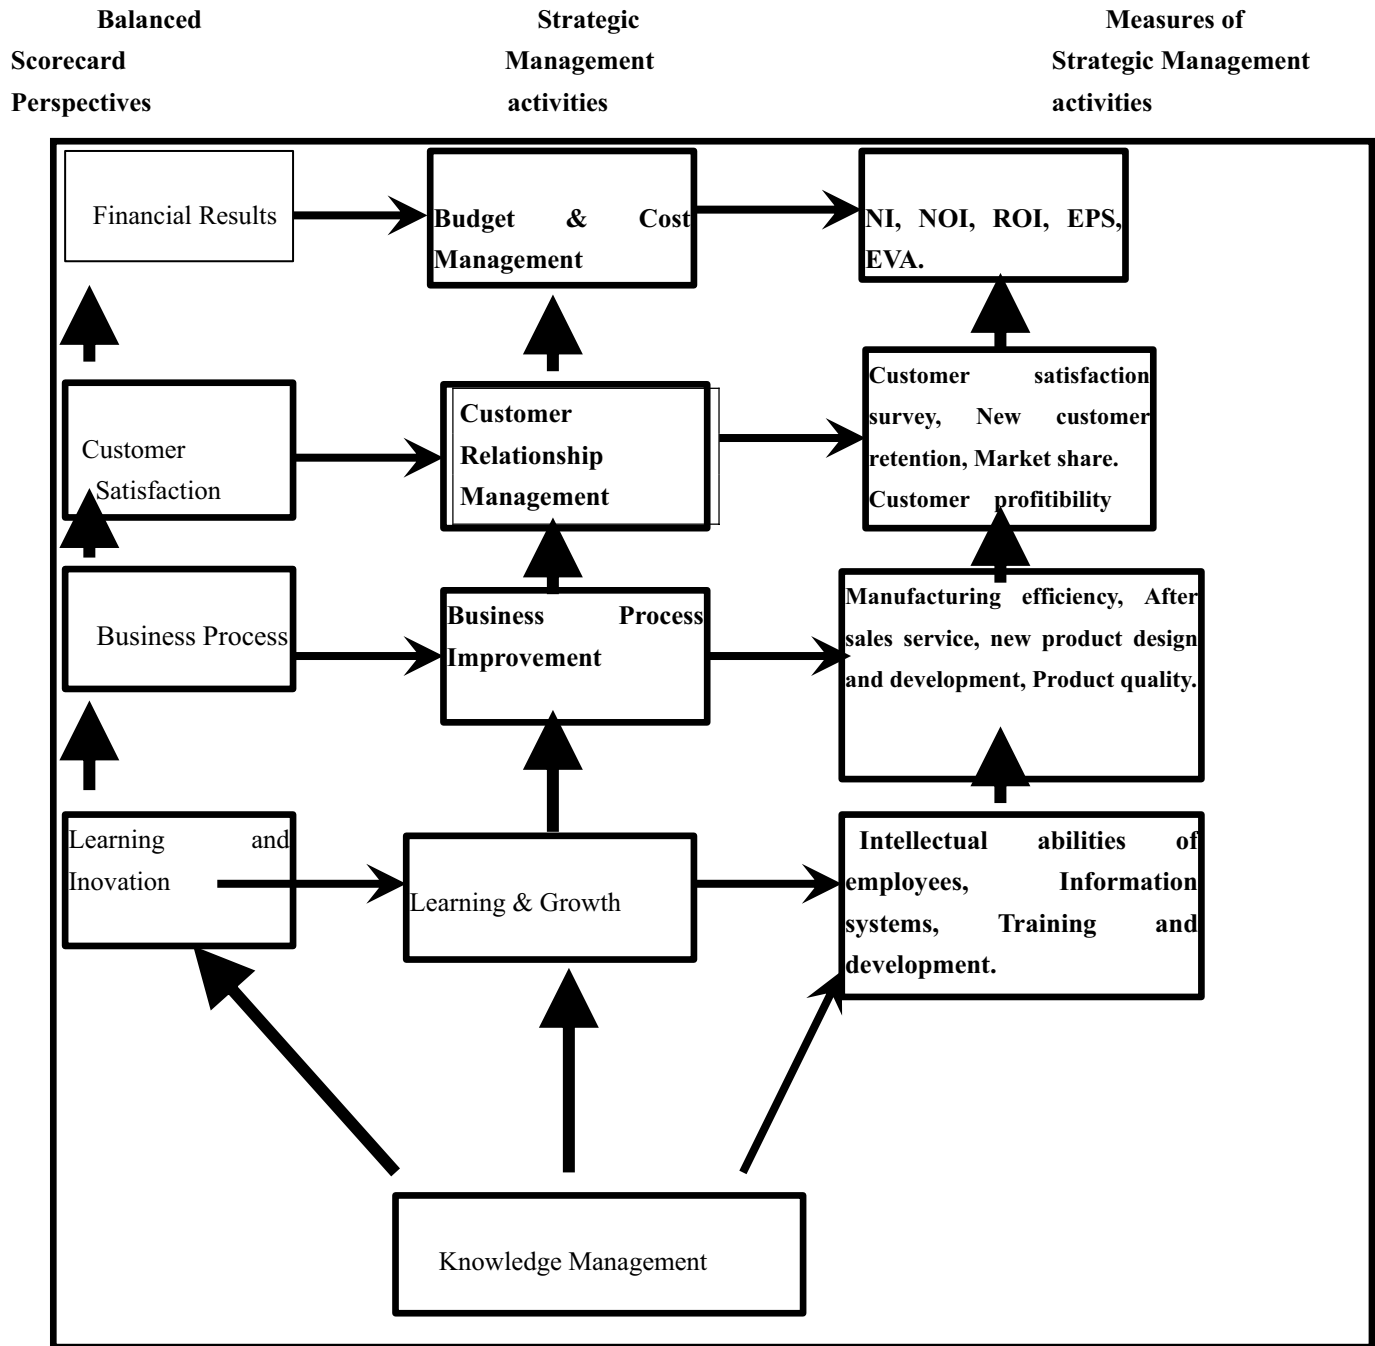 Balanced
Scorecard
Perspectives
Strategic
Management
activities
Measures of
Strategic Management
activities
Financial Results
Budget & Cost
Management
NI, NOI, ROI, EPS,
EVA.
Customer
Satisfaction
Customer
Relationship
Management
Customer satisfaction
survey, New customer
retention, Market share.
Customer profitibility
Business Process
Business Process
Improvement
Manufacturing efficiency, After
sales service, new product design
and development, Product quality.
Learning and
Inovation
Learning & Growth
Intellectual abilities of
employees, Information
systems, Training and
development.
Knowledge Management